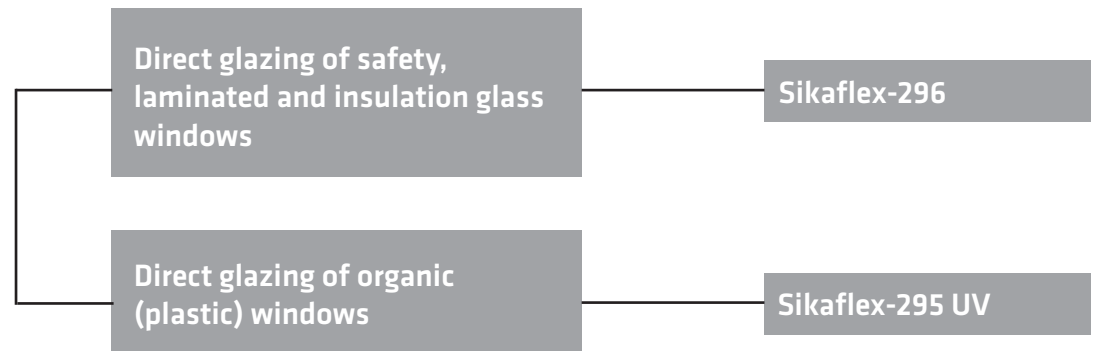 Direct glazing of safety,
laminated and insulation glass
windows
Sikaflex-296
Direct glazing of organic
(plastic) windows
Sikaflex-295 UV